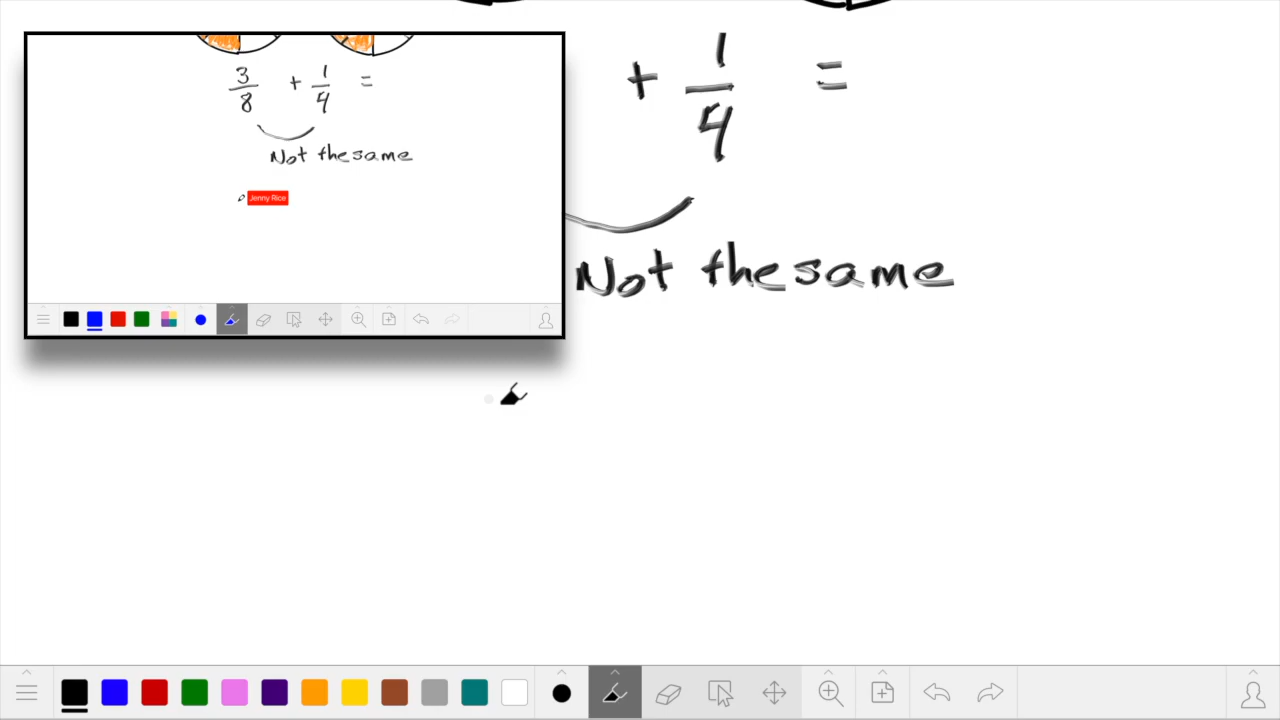 3/8 + 1/4 =
Not the same
Jenny Rice
+ 1/4 =
Not the same